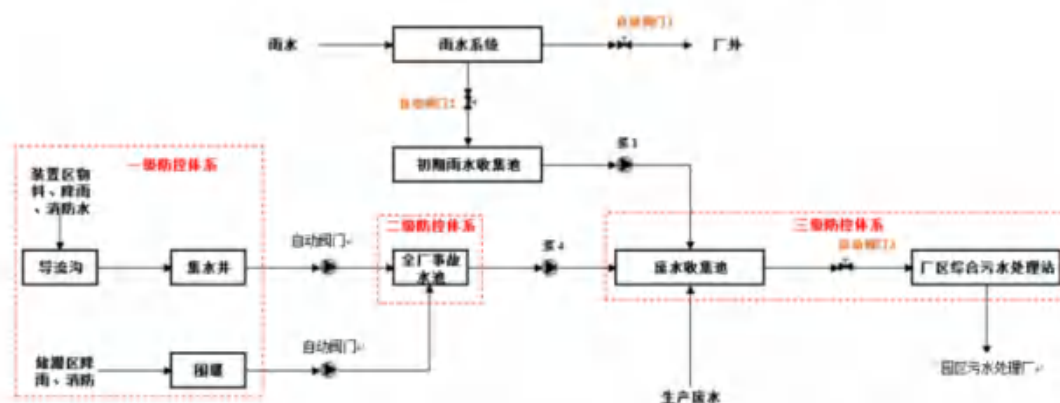 自动阀门1
雨水
雨水系统
厂外
自动阀门2
初期雨水收集池
泵3
一级防控体系
装置区物
料、降雨
、消防水
导流沟
集水井
自动阀门
二级防控体系
全厂事故
水池
泵4
三级防控体系
废水收集池
自动阀门3
厂区综合污水处理站
储灌区降
雨、消防
围堰
自动阀门
生产废水
园区污水处理厂